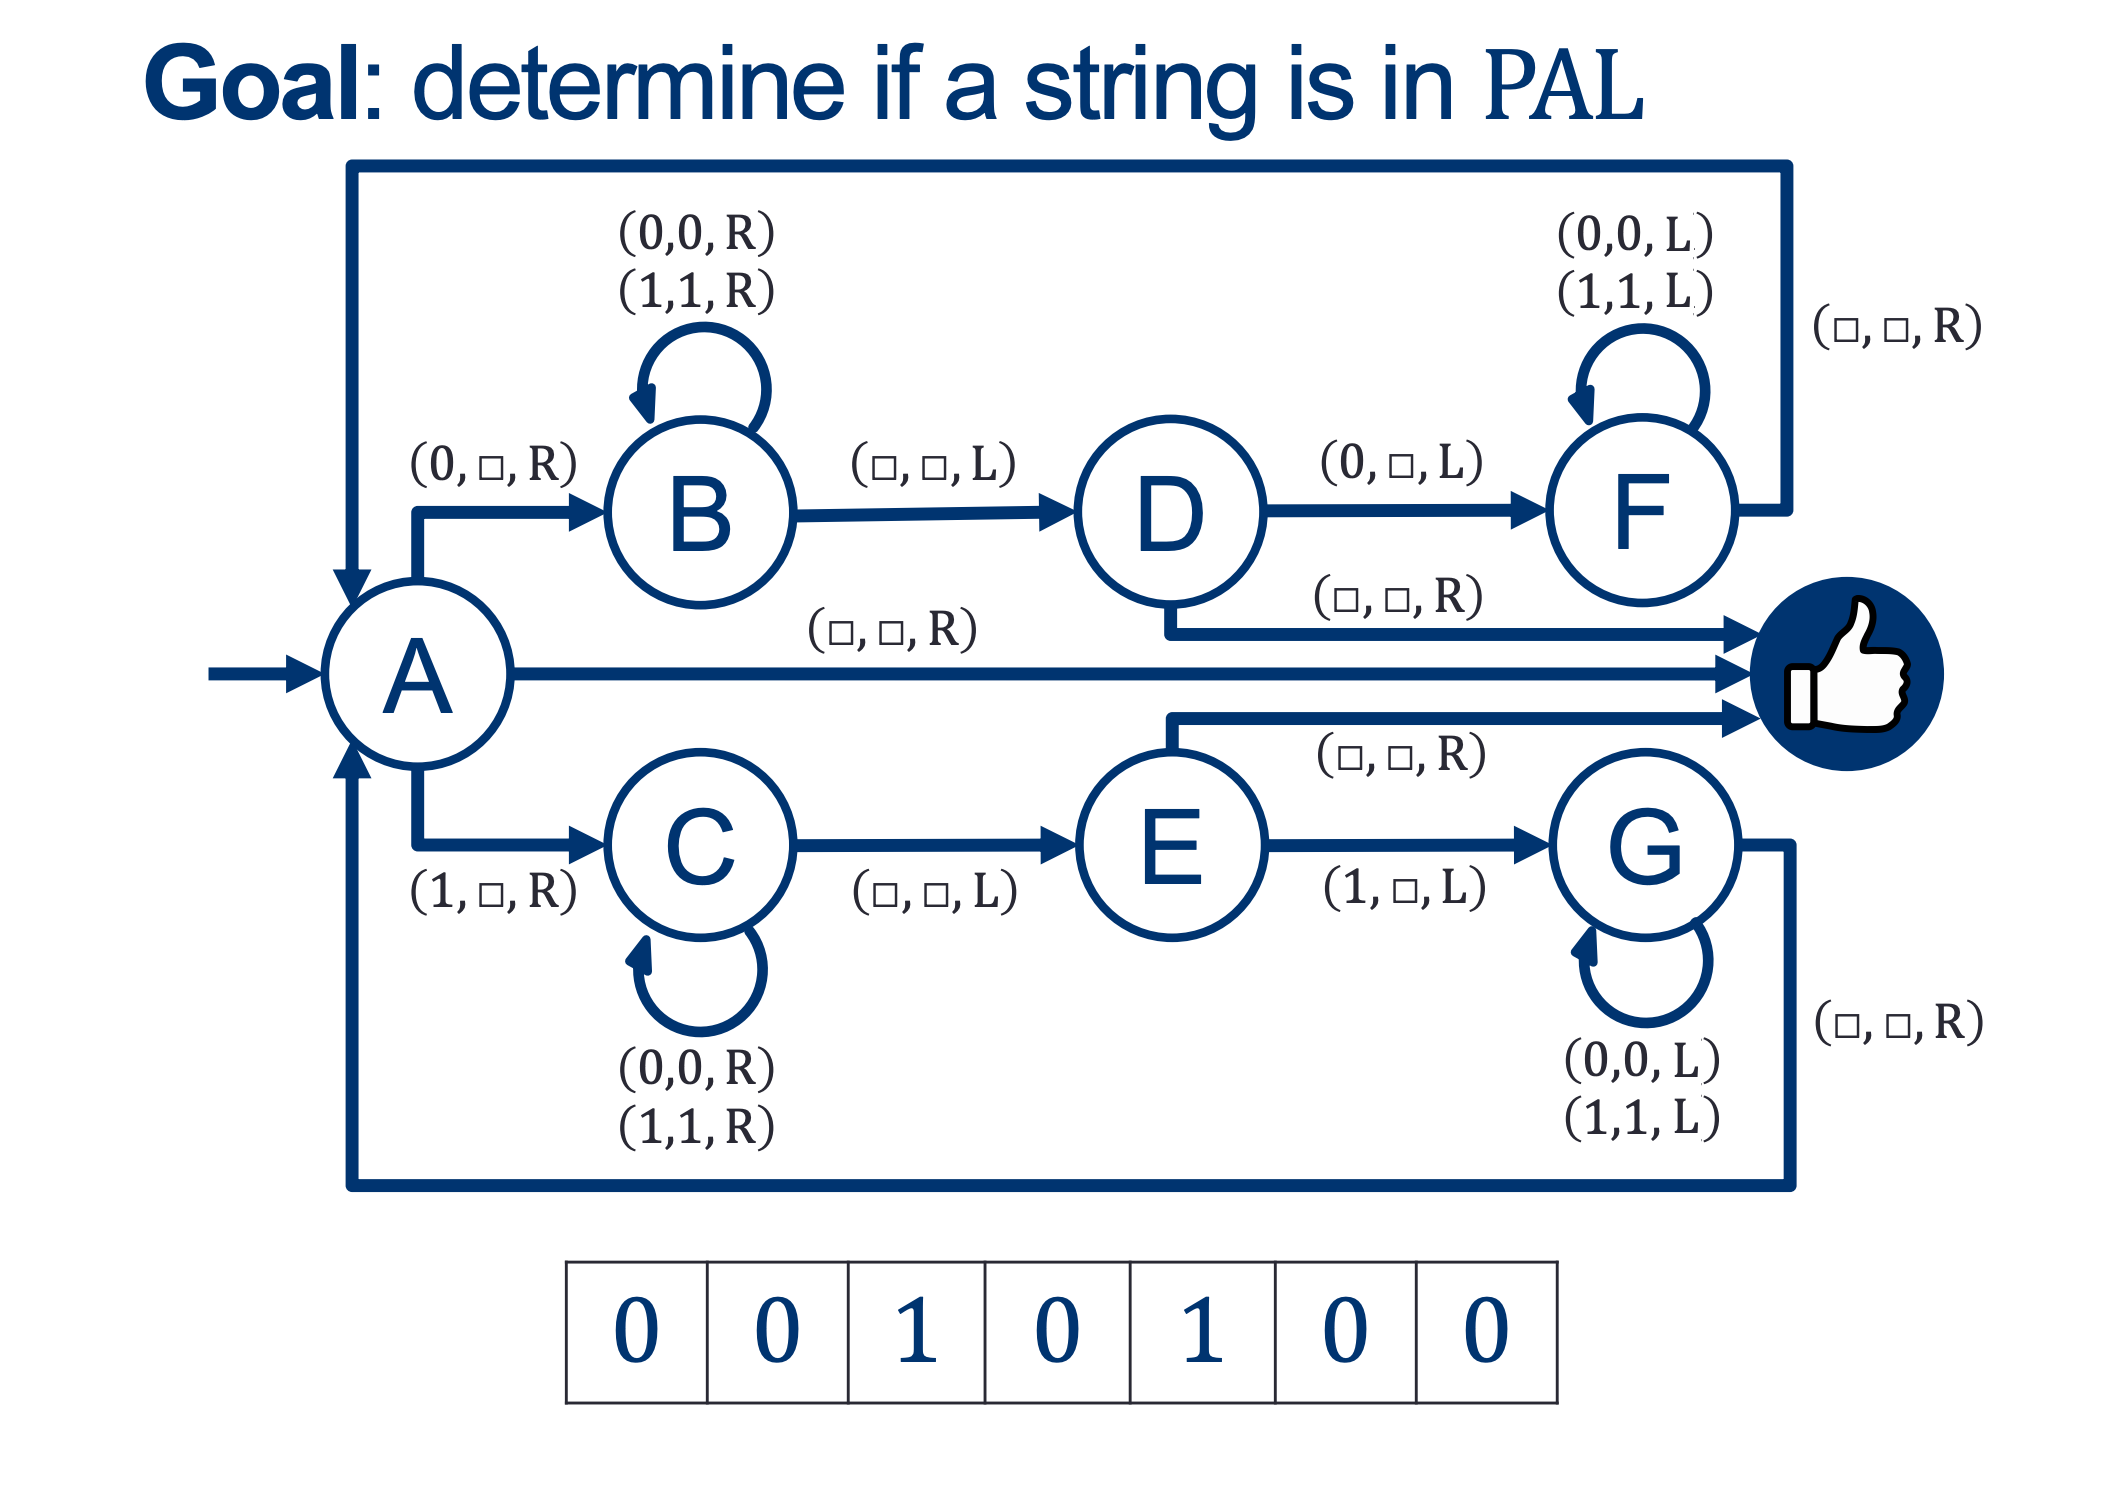 Goal: determine if a string is in PAL
(0,0, R)
(1,1, R)
(0,0, L)
(1,1, L)
(□, □, R)
(0, □, R)
B
(□, □, L)
D
(0, □, L)
F
(□, □, R)
(□, □, R)
A
(□, □, R)
(1, □, R)
C
(□, □, L)
E
(1, □, L)
G
(0,0, R)
(1,1, R)
(0,0, L)
(1,1, L)
(□, □, R)
0 0 1 0 1 0 0